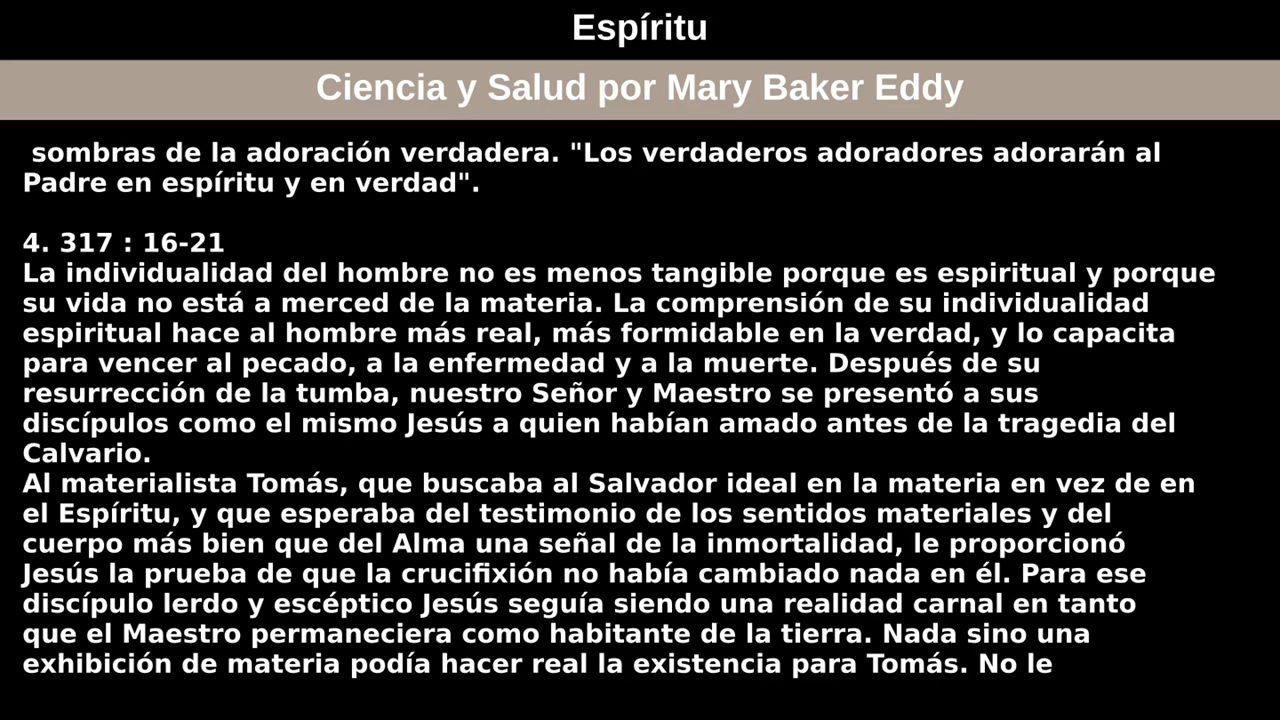 Espíritu
Ciencia y Salud por Mary Baker Eddy
sombras de la adoración verdadera. "Los verdaderos adoradores adorarán al
Padre en espíritu y en verdad".
4. 317 : 16-21
La individualidad del hombre no es menos tangible porque es espiritual y porque
su vida no está a merced de la materia. La comprensión de su individualidad
espiritual hace al hombre más real, más formidable en la verdad, y lo capacita
para vencer al pecado, a la enfermedad y a la muerte. Después de su
resurrección de la tumba, nuestro Señor y Maestro se presentó a sus
discípulos como el mismo Jesús a quien habían amado antes de la tragedia del
Calvario.
Al materialista Tomás, que buscaba al Salvador ideal en la materia en vez de en
el Espíritu, y que esperaba del testimonio de los sentidos materiales y del
cuerpo más bien que del Alma una señal de la inmortalidad, le proporcionó
Jesús la prueba de que la crucifixión no había cambiado nada en él. Para ese
discípulo lerdo y escéptico Jesús seguía siendo una realidad carnal en tanto
que el Maestro permaneciera como habitante de la tierra. Nada sino una
exhibición de materia podía hacer real la existencia para Tomás. No le